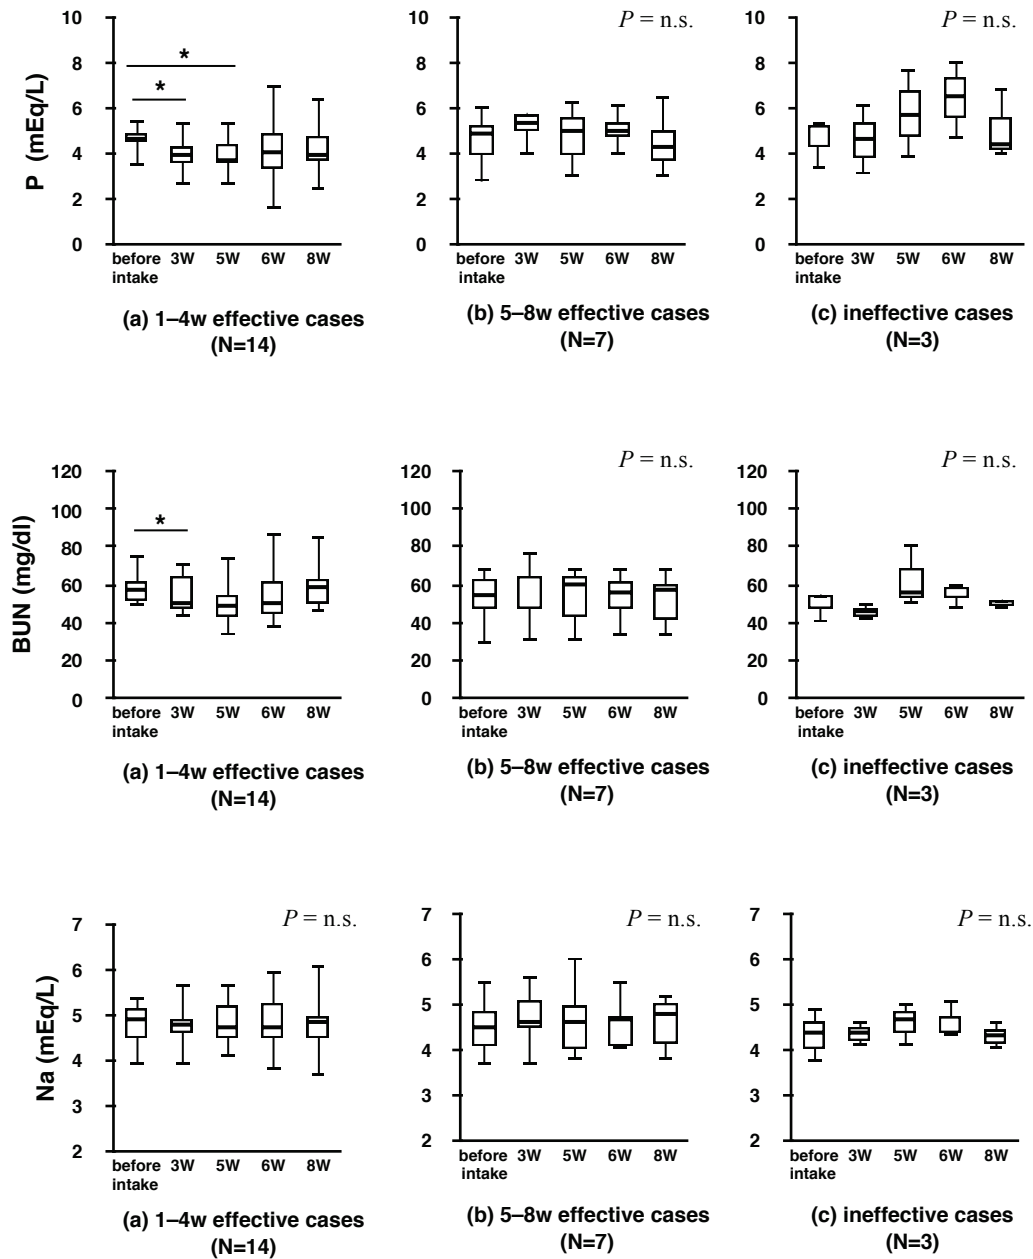 P = n.s.
P = n.s.
P (mEq/L)
10
8
6
4
2
0
*
*
before intake
3W
5W
6W
8W
(a) 1–4w effective cases
(N=14)
10
8
6
4
2
0
before intake
3W
5W
6W
8W
(b) 5–8w effective cases
(N=7)
10
8
6
4
2
0
before intake
3W
5W
6W
8W
(c) ineffective cases
(N=3)
P = n.s.
P = n.s.
BUN (mg/dl)
120
100
80
60
40
20
0
*
before intake
3W
5W
6W
8W
(a) 1–4w effective cases
(N=14)
120
100
80
60
40
20
0
before intake
3W
5W
6W
8W
(b) 5–8w effective cases
(N=7)
120
100
80
60
40
20
0
before intake
3W
5W
6W
8W
(c) ineffective cases
(N=3)
P = n.s.
P = n.s.
P = n.s.
Na (mEq/L)
7
6
5
4
3
2
before intake
3W
5W
6W
8W
(a) 1–4w effective cases
(N=14)
7
6
5
4
3
2
before intake
3W
5W
6W
8W
(b) 5–8w effective cases
(N=7)
7
6
5
4
3
2
before intake
3W
5W
6W
8W
(c) ineffective cases
(N=3)